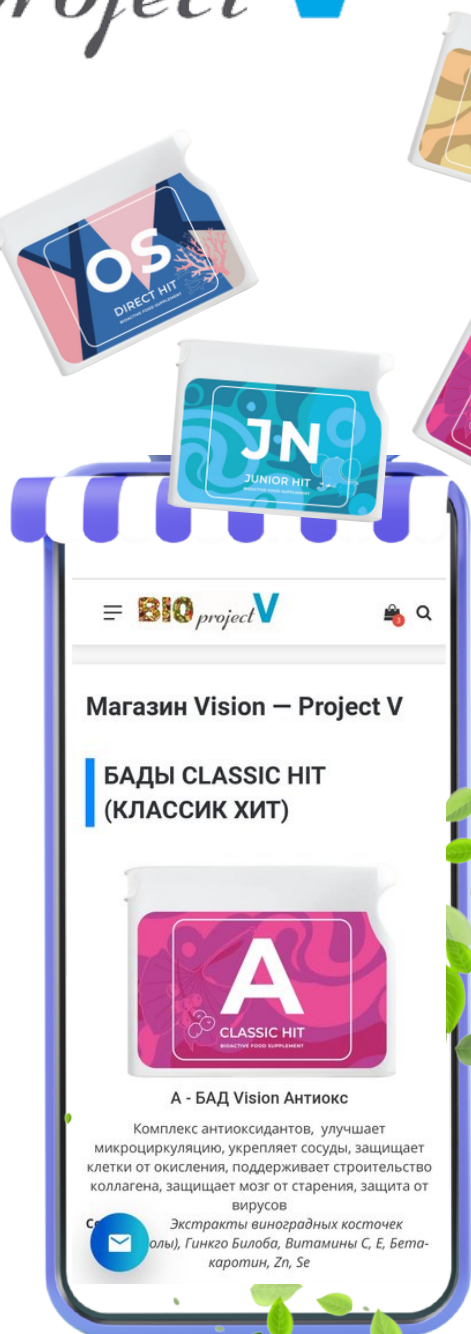 project V
OS
DIRECT HIT
BIOACTIVE FOOD SUPPLEMENT
JN
JUNIOR HIT
BIOACTIVE FOOD SUPPLEMENT
BIO project V
3
Магазин Vision — Project V
БАДЫ CLASSIC HIT
(КЛАССИК ХИТ)
A
CLASSIC HIT
BIOACTIVE FOOD SUPPLEMENT
А - БАД Vision Антиокс
Комплекс антиоксидантов, улучшает
микроциркуляцию, укрепляет сосуды, защищает
клетки от окисления, поддерживает строительство
коллагена, защищает мозг от старения, защита от
вирусов
Экстракты виноградных косточек
олы), Гинкго Билоба, Витамины С, Е, Бета-
каротин, Zn, Se